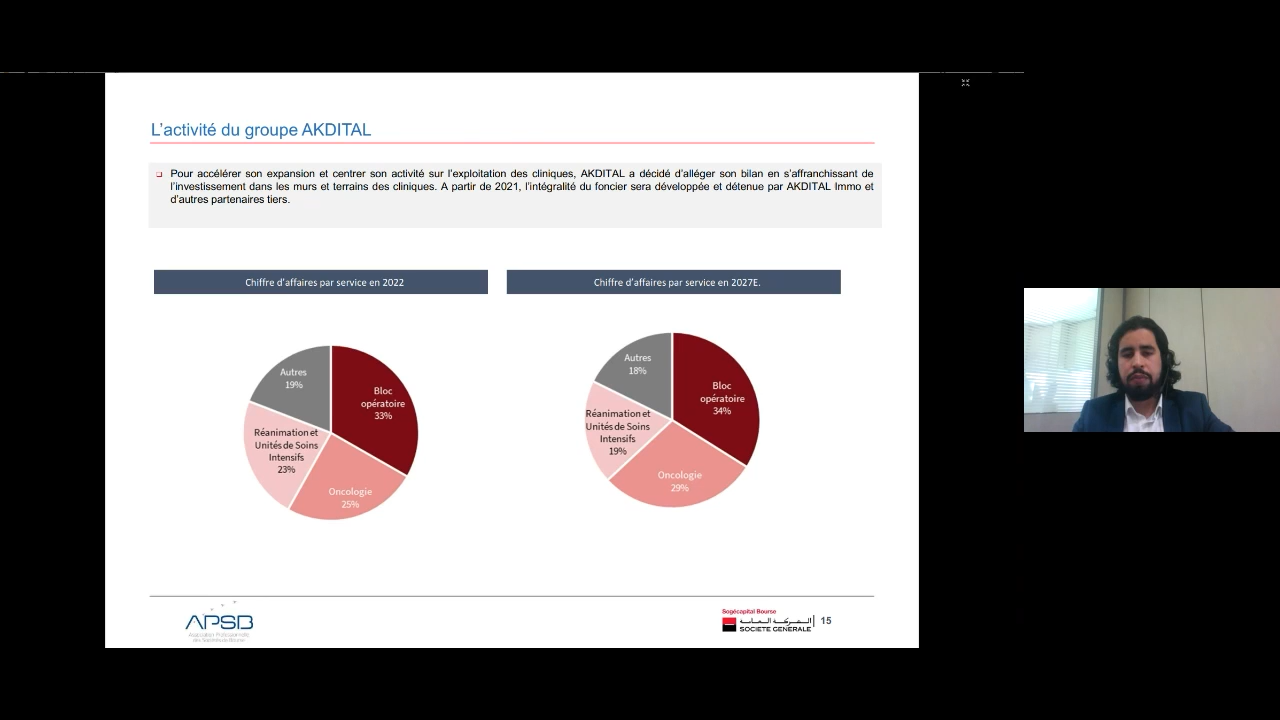 L’activité du groupe AKDITAL
❑ Pour accélérer son expansion et centrer son activité sur l’exploitation des cliniques, AKDITAL a décidé d’alléger son bilan en s’affranchissant de
l’investissement dans les murs et terrains des cliniques. A partir de 2021, l’intégralité du foncier sera développée et détenue par AKDITAL Immo et
d’autres partenaires tiers.
Chiffre d’affaires par service en 2022
Chiffre d’affaires par service en 2027E.
Autres
19%
Bloc
opératoire
33%
Réanimation et
Unités de Soins
Intensifs
23%
Oncologie
25%
Autres
18%
Bloc
opératoire
34%
Réanimation et
Unités de Soins
Intensifs
19%
Oncologie
29%
APSB
Association Professionnelle
des Sociétés de Bourse
Sogécapital Bourse
الشركة العامة
SOCIETE GENERALE
15